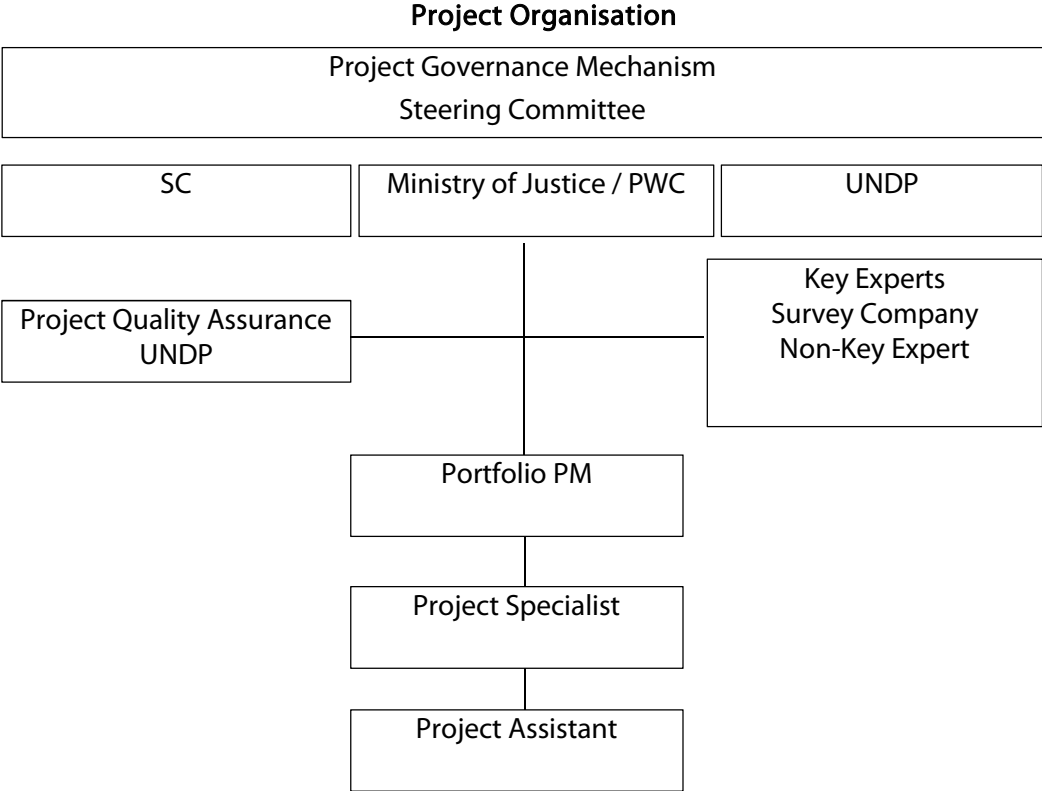 Project Organisation
Project Governance Mechanism
Steering Committee
SC
Ministry of Justice / PWC
UNDP
Project Quality Assurance
UNDP
Key Experts
Survey Company
Non-Key Expert
Portfolio PM
Project Specialist
Project Assistant